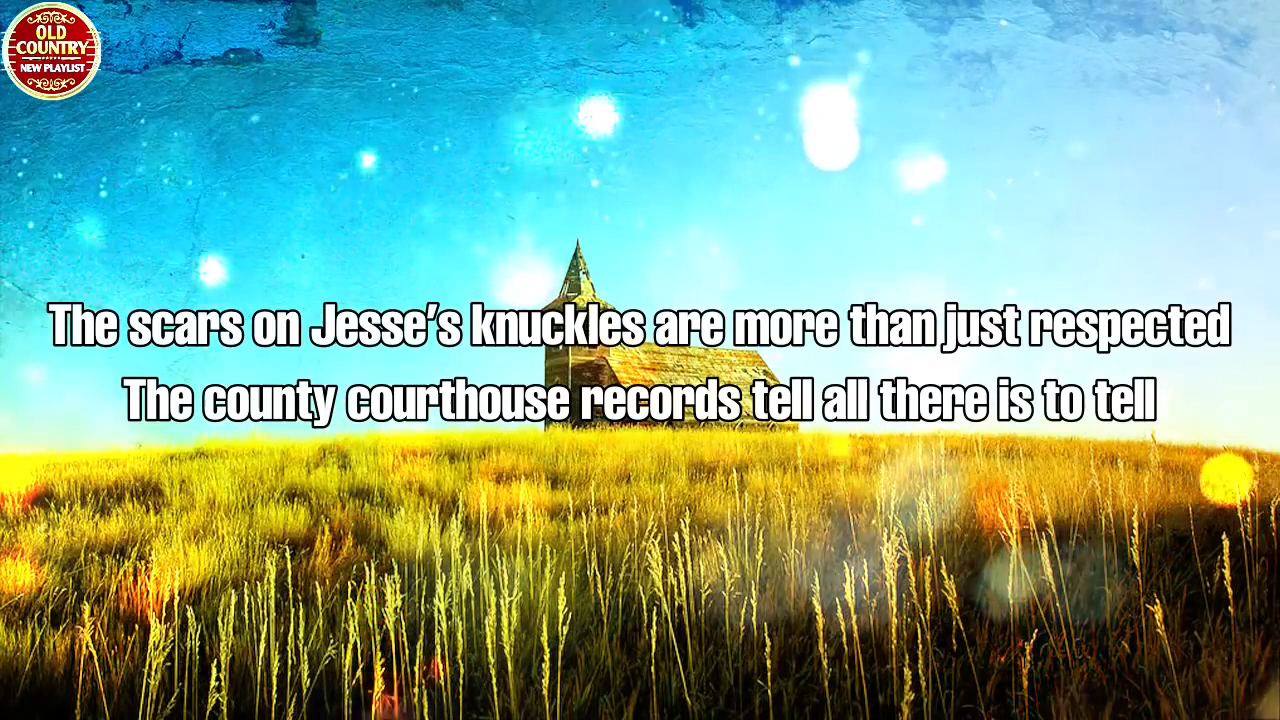 OLD
COUNTRY
NEW PLAYLIST
The scars on Jesse's knuckles are more than just respected
The county courthouse records tell all there is to tell